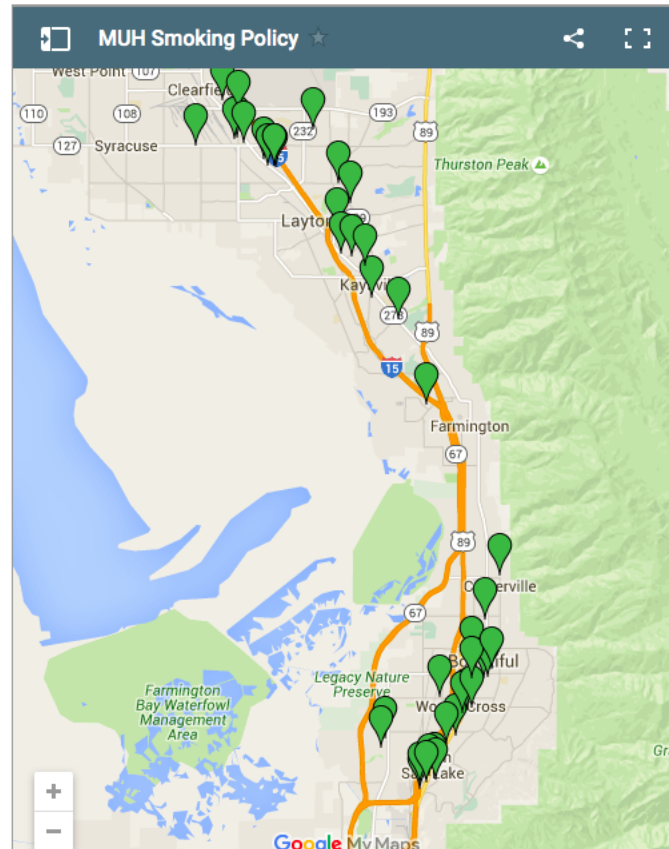 MUH Smoking Policy
West Point
107
Clearfield
110
108
193
232
89
127
Syracuse
Thurston Peak
Layton
Kaysville
273
89
15
Farmington
67
89
Centerville
67
Bountiful
Legacy Nature
Preserve
Farmington
Bay Waterfowl
Management
Area
Woods Cross
Salt Lake
+
−
Google My Maps